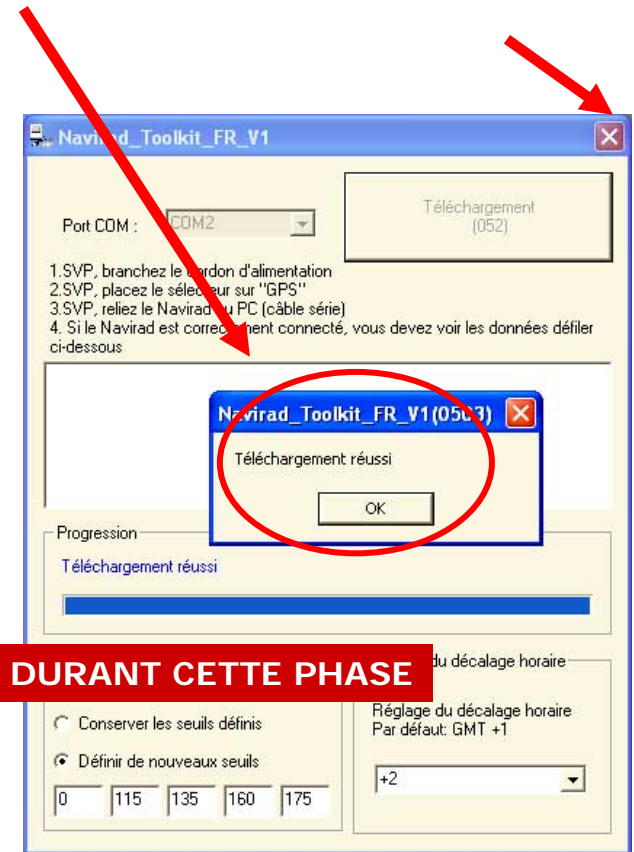 Navirad_Toolkit_FR_V1
Port COM :
COM2
Téléchargement
(052)
1.SVP, branchez le cordon d'alimentation
2.SVP, placez le sélecteur sur "GPS"
3.SVP, reliez le Navirad au PC (câble série)
4. Si le Navirad est correctement connecté, vous devez voir les données défiler
ci-dessous
Navirad_Toolkit_FR_V1(0503)
Téléchargement réussi
OK
Progression
Téléchargement réussi
DURANT CETTE PHASE
du décalage horaire
Conserver les seuils définis
Définir de nouveaux seuils
0 115 135 160 175
Réglage du décalage horaire
Par défaut: GMT +1
+2